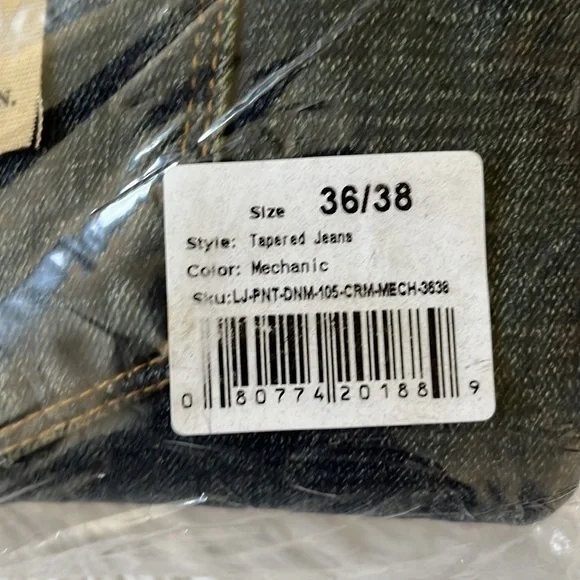 N.
Size 36/38
Style: Tapered Jeans
Color: Mechanic
Sku:LJ-PNT-DNM-105-CRM-MECH-3638
0 80774 20188 9